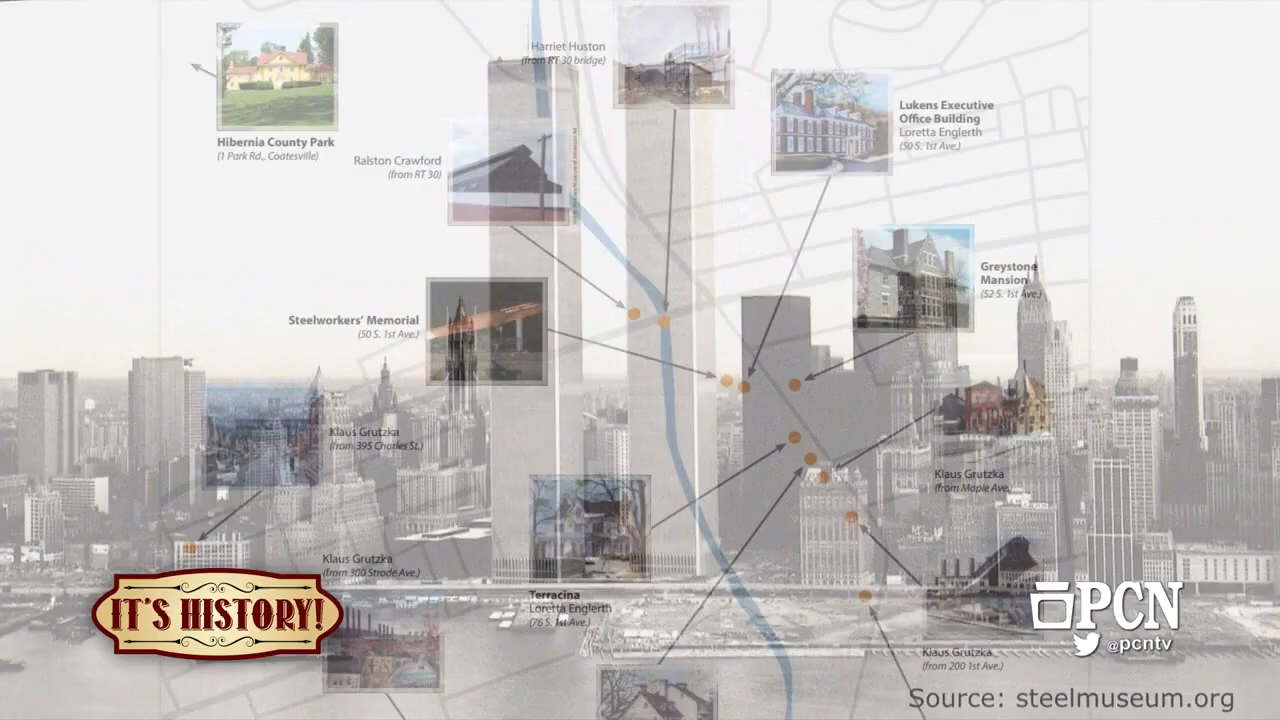 Harriet Huston
(from RT 30 bridge)
Lukens Executive
Office Building
Loretta Englerth
(50 S. 1st Ave.)
Hibernia County Park
(1 Park Rd., Coatesville)
Ralston Crawford
(from RT 30)
Greystone
Mansion
(52 S. 1st Ave.)
Steelworkers' Memorial
(50 S. 1st Ave.)
Klaus Grutzka
(from 395 Charles St.)
Klaus Grutzka
(from Maple Ave.
Klaus Grutzka
(from 300 Strode Ave.)
Terracina
Loretta Englerth
(76 S. 1st Ave.)
IT'S HISTORY!
PCN
@pcntv
Klaus Grutzka
(from 200 1st Ave.)
Source: steelmuseum.org